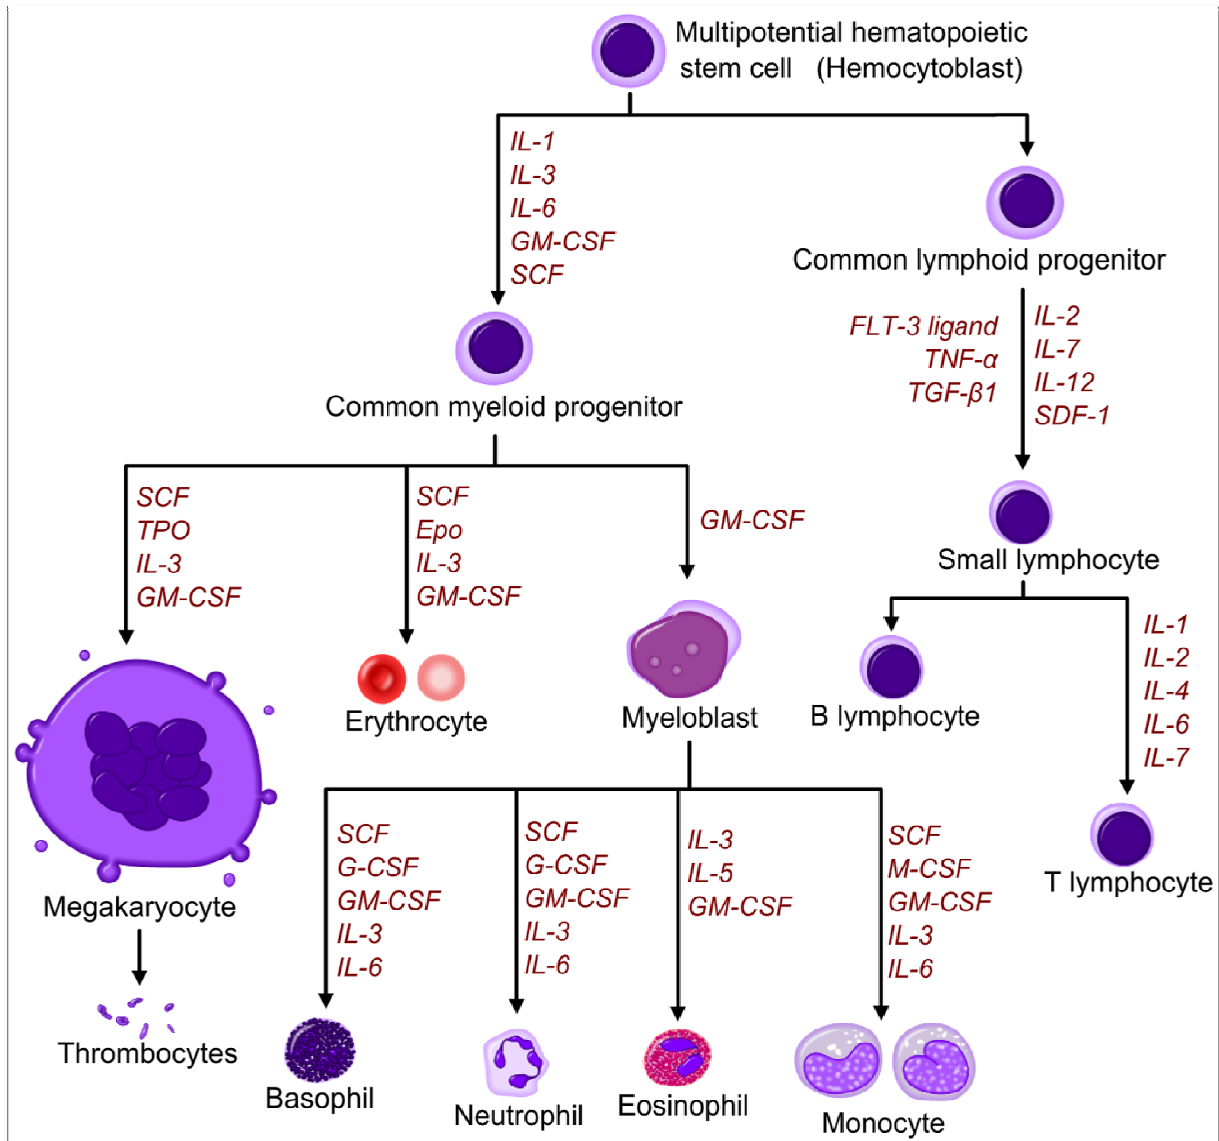 Multipotential hematopoietic
stem cell (Hemocytoblast)
IL-1
IL-3
IL-6
GM-CSF
SCF
Common lymphoid progenitor
FLT-3 ligand
TNF-α
TGF-β1
IL-2
IL-7
IL-12
SDF-1
Common myeloid progenitor
SCF
TPO
IL-3
GM-CSF
SCF
Epo
IL-3
GM-CSF
GM-CSF
Small lymphocyte
IL-1
IL-2
IL-4
IL-6
IL-7
Erythrocyte
Myeloblast
B lymphocyte
T lymphocyte
Megakaryocyte
SCF
G-CSF
GM-CSF
IL-3
IL-6
SCF
G-CSF
GM-CSF
IL-3
IL-6
IL-3
IL-5
GM-CSF
SCF
M-CSF
GM-CSF
IL-3
IL-6
Thrombocytes
Basophil
Neutrophil
Eosinophil
Monocyte